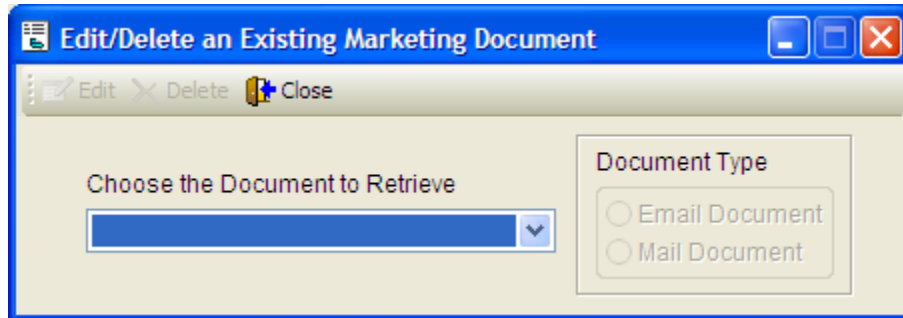 Edit/Delete an Existing Marketing Document
Edit Delete Close
Choose the Document to Retrieve
Document Type
Email Document
Mail Document